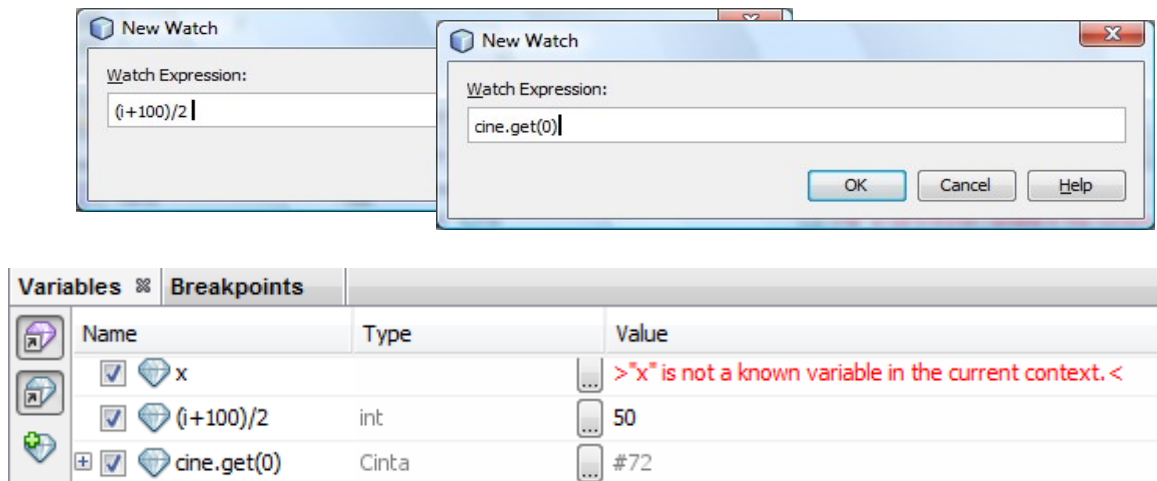 New Watch
Watch Expression:
(i+100)/2
New Watch
Watch Expression:
cine.get(0)
OK Cancel Help
Variables Breakpoints
Name Type Value
x ... >"x" is not a known variable in the current context.<
(i+100)/2 int ... 50
cine.get(0) Cinta ... #72